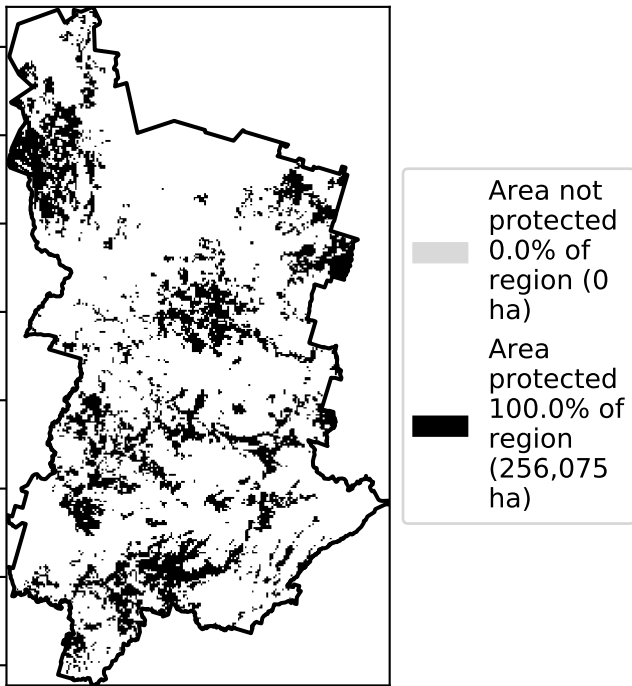 Area not
protected
0.0% of
region (0
ha)
Area
protected
100.0% of
region
(256,075
ha)